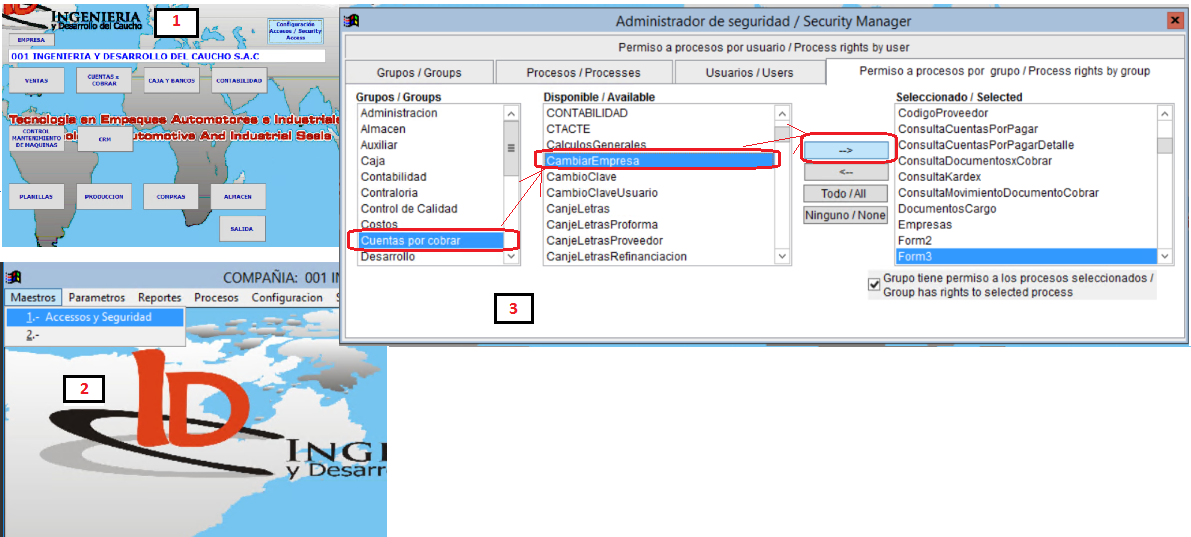 INGENIERIA
y Desarrollo del Caucho
1
Configuración
Accesos / Security
Access
EMPRESA
001 INGENIERIA Y DESARROLLO DEL CAUCHO S.A.C
VENTAS
CUENTAS x
COBRAR
CAJA Y BANCOS
CONTABILIDAD
Tecnologia en Empaques Automotores e Industriale
CONTROL
MANTENIMIENTO
DE MAQUINAS
CRM
utomotive And Industrial Seals
PLANILLAS
PRODUCCION
COMPRAS
ALMACEN
SALIDA
COMPAÑIA: 001 I
Maestros
Parametros
Reportes
Procesos
Configuracion
1.- Accessos y Seguridad
2.-
2
ID
INGE
y Desarr
Administrador de seguridad / Security Manager
Permiso a procesos por usuario / Process rights by user
Grupos / Groups
Procesos / Processes
Usuarios / Users
Permiso a procesos por grupo / Process rights by group
Grupos / Groups
Administracion
Almacen
Auxiliar
Caja
Contabilidad
Contraloria
Control de Calidad
Costos
Cuentas por cobrar
Desarrollo
Disponible / Available
CONTABILIDAD
CTACTE
CalculosGenerales
CambiarEmpresa
CambioClave
CambioClaveUsuario
CanjeLetras
CanjeLetrasProforma
CanjeLetrasProveedor
CanjeLetrasRefinanciacion
-->
<--
Todo / All
Ninguno / None
Seleccionado / Selected
CodigoProveedor
ConsultaCuentasPorPagar
ConsultaCuentasPorPagarDetalle
ConsultaDocumentosxCobrar
ConsultaKardex
ConsultaMovimientoDocumentoCobrar
DocumentosCargo
Empresas
Form2
Form3
Grupo tiene permiso a los procesos seleccionados /
Group has rights to selected process
3